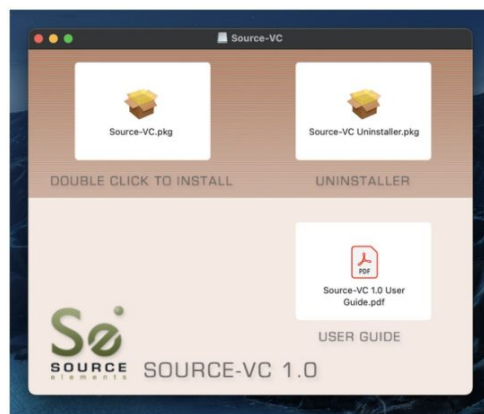 Source-VC
Source-VC.pkg
Source-VC Uninstaller.pkg
DOUBLE CLICK TO INSTALL
UNINSTALLER
PDF
Source-VC 1.0 User
Guide.pdf
USER GUIDE
Se
SOURCE
elements
SOURCE-VC 1.0